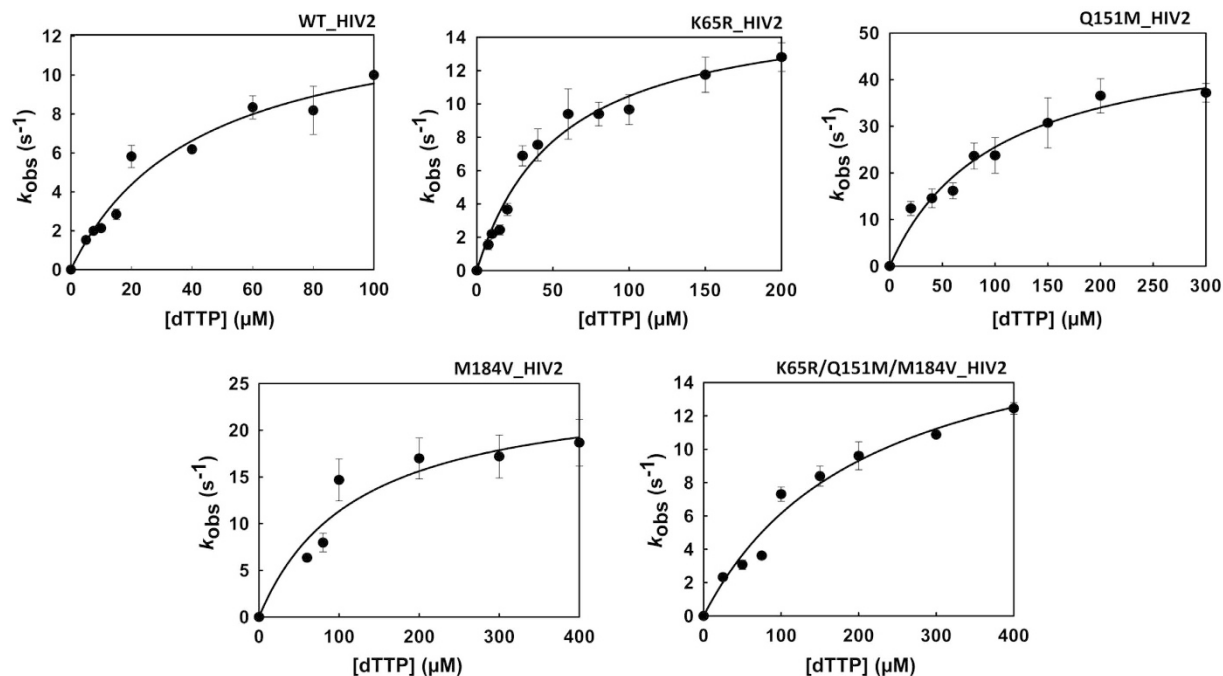 WT_HIV2
12
10
8
6
4
2
0
kobs (s-1)
0 20 40 60 80 100
[dTTP] (µM)
K65R_HIV2
14
12
10
8
6
4
2
0
kobs (s-1)
0 50 100 150 200
[dTTP] (µM)
Q151M_HIV2
50
40
30
20
10
0
kobs (s-1)
0 50 100 150 200 250 300
[dTTP] (µM)
M184V_HIV2
25
20
15
10
5
0
kobs (s-1)
0 100 200 300 400
[dTTP] (µM)
K65R/Q151M/M184V_HIV2
14
12
10
8
6
4
2
0
kobs (s-1)
0 100 200 300 400
[dTTP] (µM)